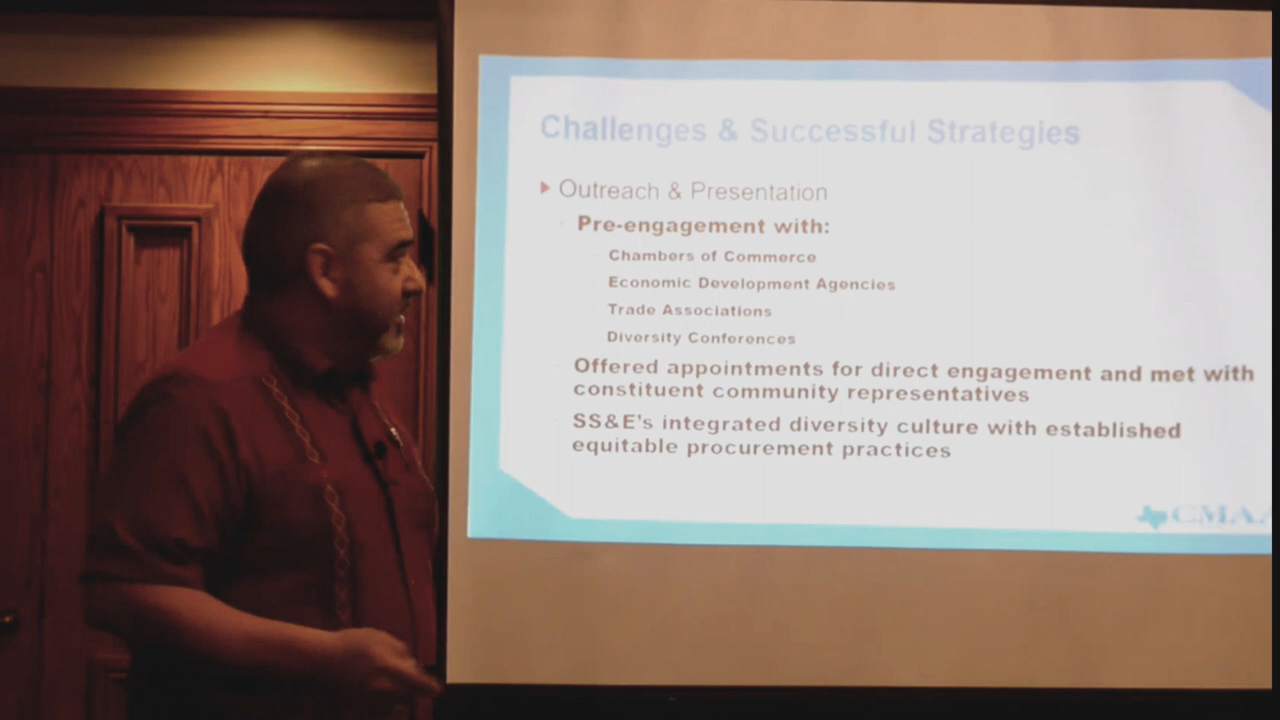 Challenges & Successful Strategies
Outreach & Presentation
Pre-engagement with:
Chambers of Commerce
Economic Development Agencies
Trade Associations
Diversity Conferences
Offered appointments for direct engagement and met with
constituent community representatives
SS&E's integrated diversity culture with established
equitable procurement practices
CMAA